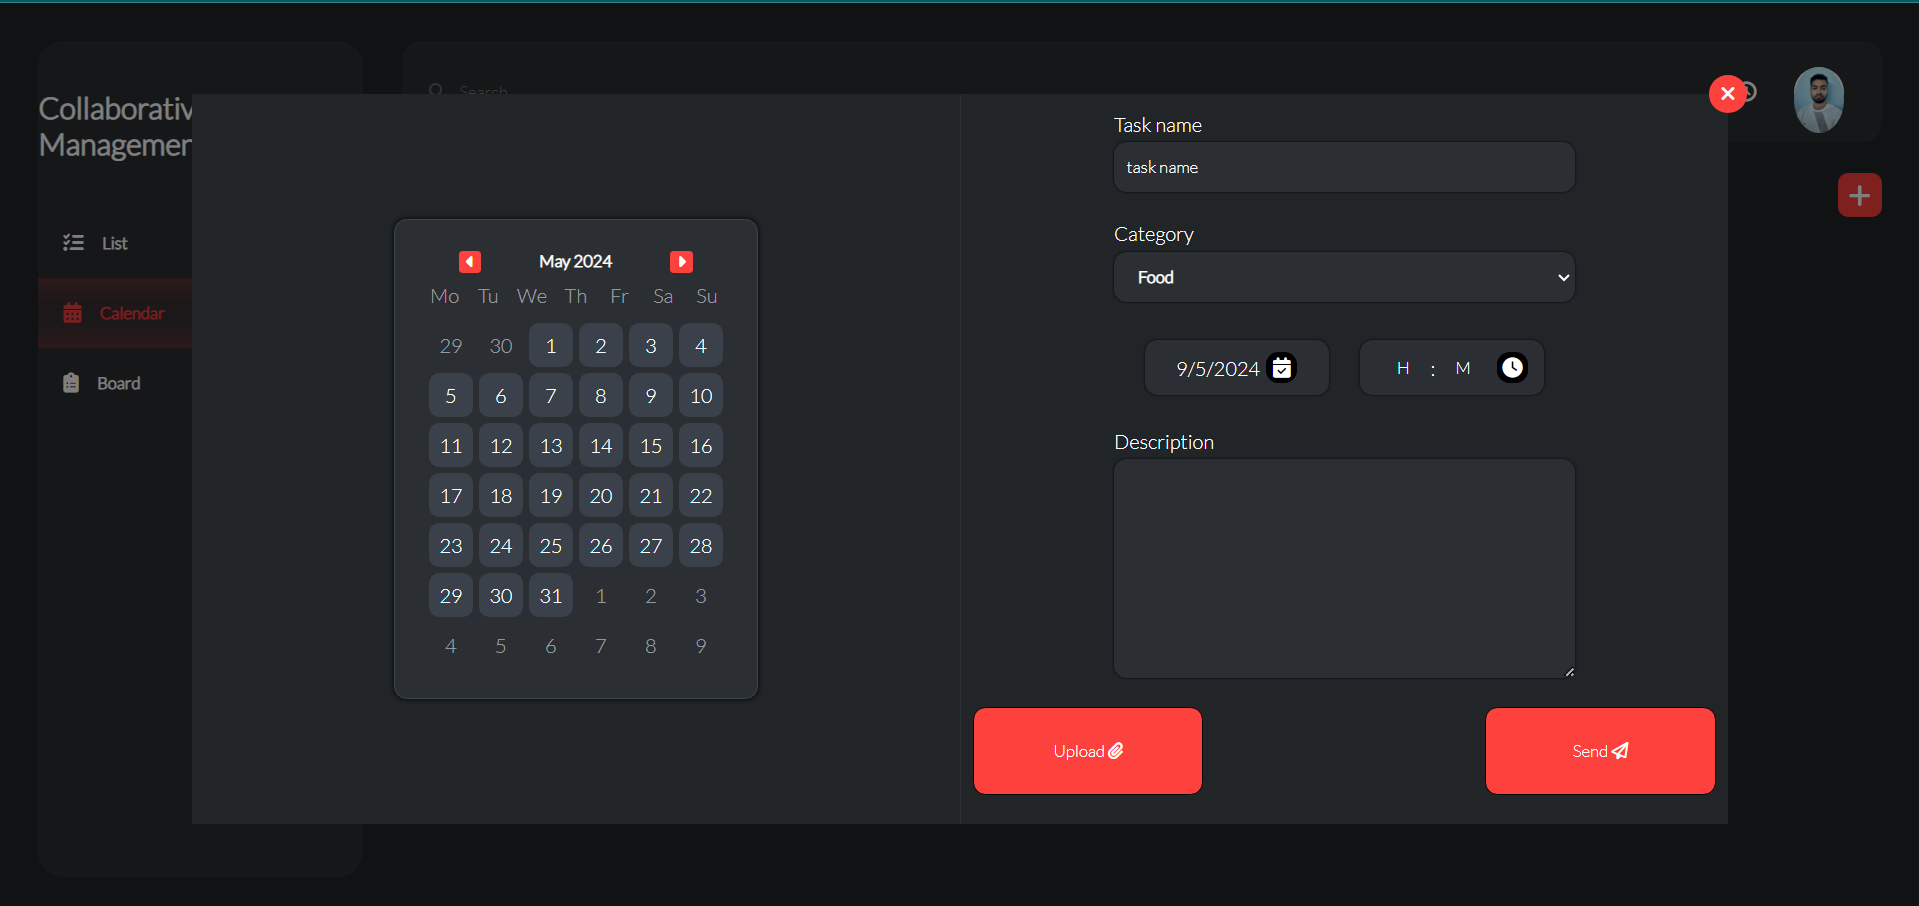 Collaborativ
Managemen
List
Calendar
Board
Search
May 2024
Mo Tu We Th Fr Sa Su
29 30 1 2 3 4
5 6 7 8 9 10
11 12 13 14 15 16
17 18 19 20 21 22
23 24 25 26 27 28
29 30 31 1 2 3
4 5 6 7 8 9
Task name
task name
Category
Food
9/5/2024
H : M
Description
Upload
Send